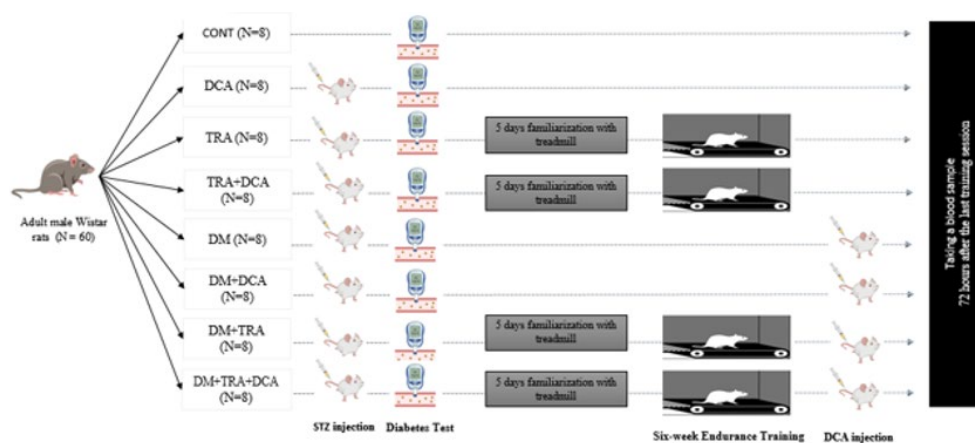 CONT (N=8)
DCA (N=8)
TRA (N=8)
TRA+DCA
(N=8)
DM (N=8)
DM+DCA
(N=8)
DM+TRA
(N=8)
DM+TRA+DCA
(N=8)
Adult male Wistar
rats (N = 60)
5 days familiarization with
treadmill
5 days familiarization with
treadmill
5 days familiarization with
treadmill
5 days familiarization with
treadmill
STZ injection
Diabetes Test
Six-week Endurance Training
DCA injection
Taking a blood sample
72 hours after the last training session